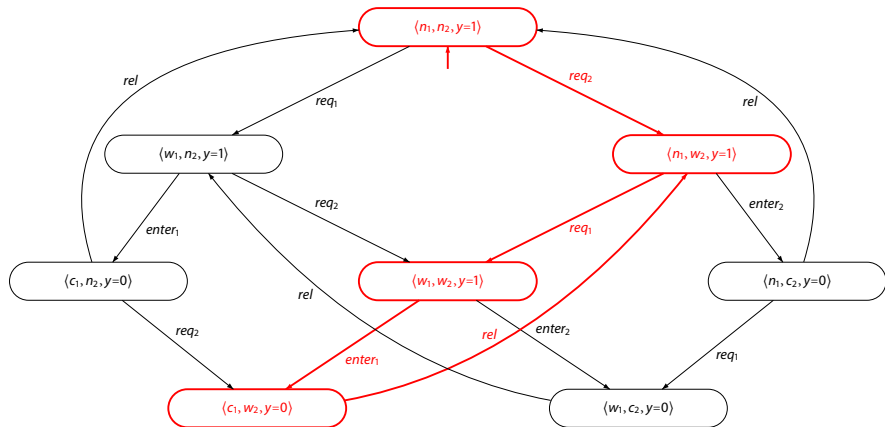 ⟨n₁, n₂, y=1⟩
rel
rel
req₂
req₁
⟨w₁, n₂, y=1⟩
⟨n₁, w₂, y=1⟩
req₂
enter₂
req₁
enter₁
⟨c₁, n₂, y=0⟩
⟨w₁, w₂, y=1⟩
⟨n₁, c₂, y=0⟩
rel
req₂
enter₂
rel
req₁
enter₁
⟨c₁, w₂, y=0⟩
⟨w₁, c₂, y=0⟩